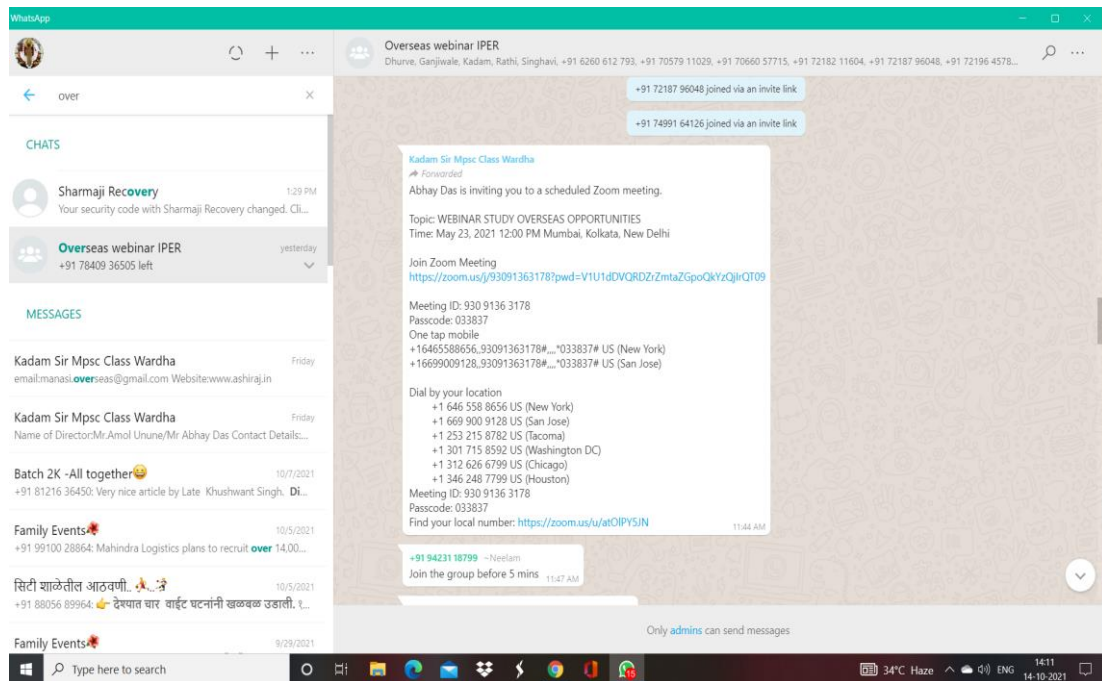 WhatsApp
over
CHATS
Sharmaji Recovery 1:29 PM
Your security code with Sharmaji Recovery changed. Cli...
Overseas webinar IPER yesterday
+91 78409 36505 left
MESSAGES
Kadam Sir Mpsc Class Wardha Friday
email:manasi.overseas@gmail.com Website:www.ashiraj.in
Kadam Sir Mpsc Class Wardha Friday
Name of Director:Mr.Amol Unune/Mr Abhay Das Contact Details:...
Batch 2K -All together😀 10/7/2021
+91 81216 36450: Very nice article by Late Khushwant Singh. Di...
Family Events🌺 10/5/2021
+91 99100 28864: Mahindra Logistics plans to recruit over 14,00...
सिटी शाळेतील आठवणी.. 10/5/2021
+91 88056 89964: 👉 देश्यात चार वाईट घटनांनी खळबळ उडाली. १...
Family Events🌺 9/29/2021
Overseas webinar IPER
Dhurve, Ganjiwale, Kadam, Rathi, Singhavi, +91 6260 612 793, +91 70579 11029, +91 70660 57715, +91 72182 11604, +91 72187 96048, +91 72196 4578...
+91 72187 96048 joined via an invite link
+91 74991 64126 joined via an invite link
Kadam Sir Mpsc Class Wardha
Forwarded
Abhay Das is inviting you to a scheduled Zoom meeting.
Topic: WEBINAR STUDY OVERSEAS OPPORTUNITIES
Time: May 23, 2021 12:00 PM Mumbai, Kolkata, New Delhi
Join Zoom Meeting
https://zoom.us/j/93091363178?pwd=V1U1dDVQRDZrZmtaZGpoQkYzQjlrQT09
Meeting ID: 930 9136 3178
Passcode: 033837
One tap mobile
+16465588656,,93091363178#,,,,*033837# US (New York)
+16699009128,,93091363178#,,,,*033837# US (San Jose)
Dial by your location
+1 646 558 8656 US (New York)
+1 669 900 9128 US (San Jose)
+1 253 215 8782 US (Tacoma)
+1 301 715 8592 US (Washington DC)
+1 312 626 6799 US (Chicago)
+1 346 248 7799 US (Houston)
Meeting ID: 930 9136 3178
Passcode: 033837
Find your local number: https://zoom.us/u/atOlPY5JN 11:44 AM
+91 94231 18799 ~Neelam
Join the group before 5 mins 11:47 AM
Only admins can send messages
Type here to search
15
34°C Haze ENG 14:11
14-10-2021